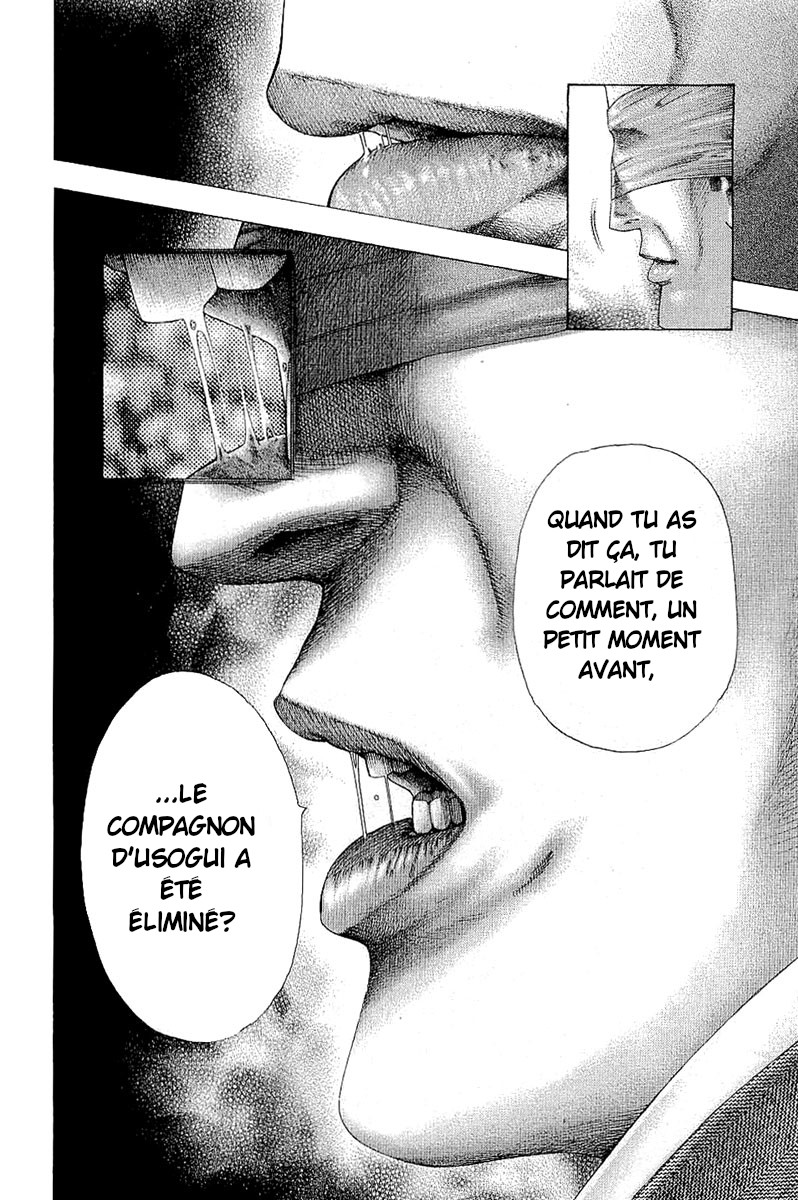 QUAND TU AS
DIT ÇA, TU
PARLAIT DE
COMMENT, UN
PETIT MOMENT
AVANT,
...LE
COMPAGNON
D'USOGUI A
ÉTÉ
ÉLIMINÉ?